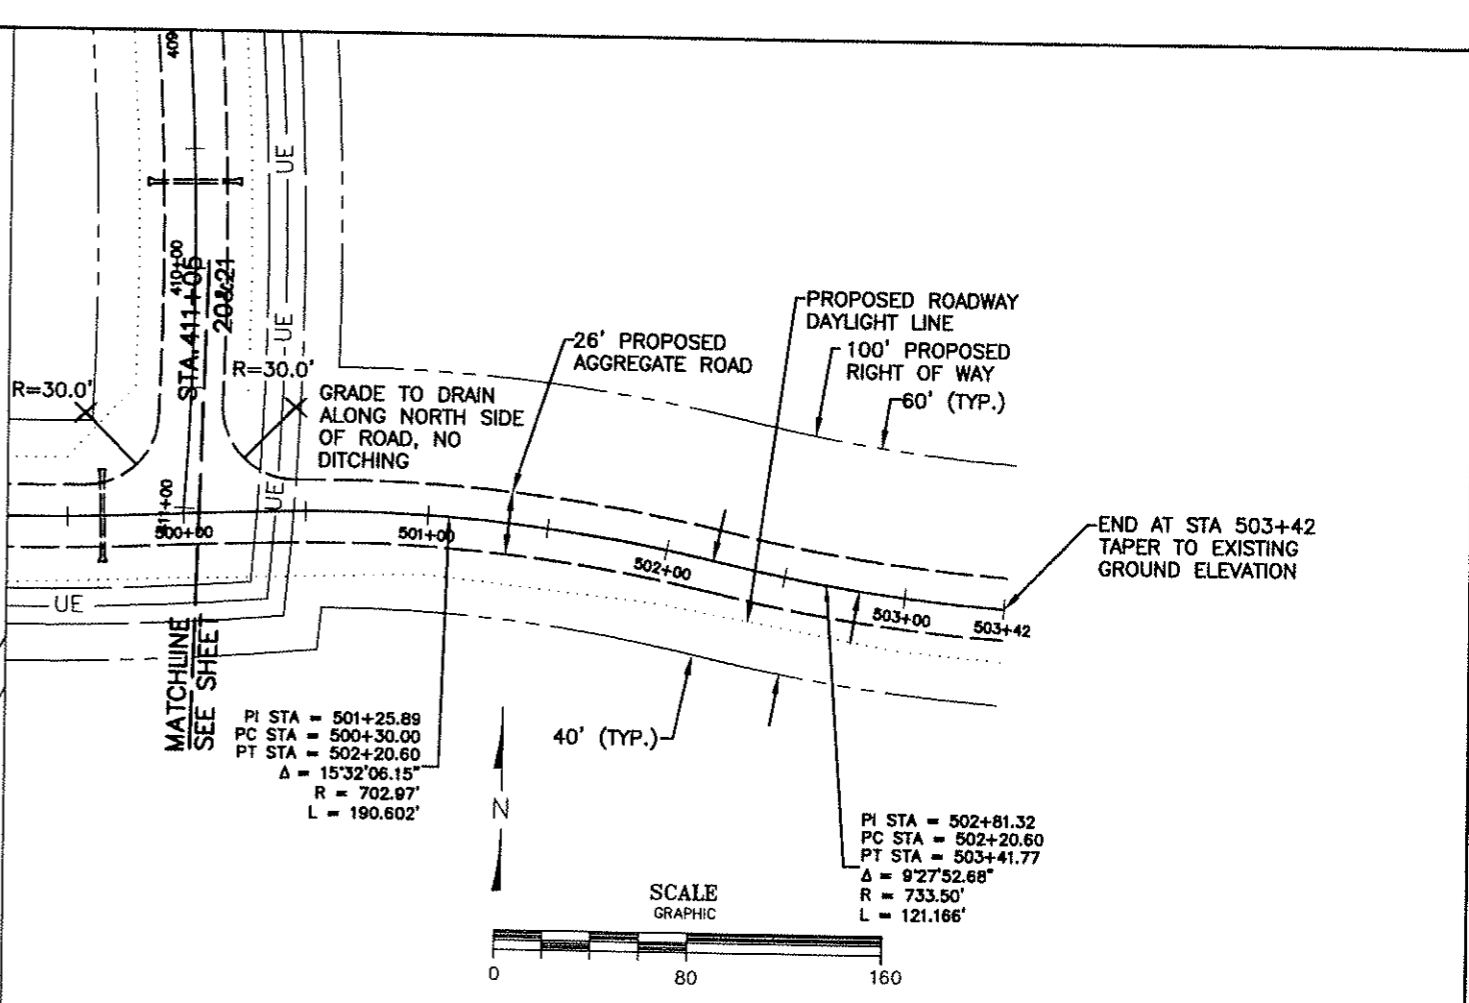 409
UE
410+00
STA.411+05
20&21
UE
R=30.0'
R=30.0'
GRADE TO DRAIN
ALONG NORTH SIDE
OF ROAD, NO
DITCHING
26' PROPOSED
AGGREGATE ROAD
PROPOSED ROADWAY
DAYLIGHT LINE
100' PROPOSED
RIGHT OF WAY
60' (TYP.)
411+00
UE
500+00
501+00
502+00
503+00
503+42
END AT STA 503+42
TAPER TO EXISTING
GROUND ELEVATION
UE
MATCHLINE
SEE SHEET
PI STA = 501+25.89
PC STA = 500+30.00
PT STA = 502+20.60
Δ = 15°32'06.15"
R = 702.97'
L = 190.602'
40' (TYP.)
N
PI STA = 502+81.32
PC STA = 502+20.60
PT STA = 503+41.77
Δ = 9°27'52.68"
R = 733.50'
L = 121.166'
SCALE
GRAPHIC
0
80
160